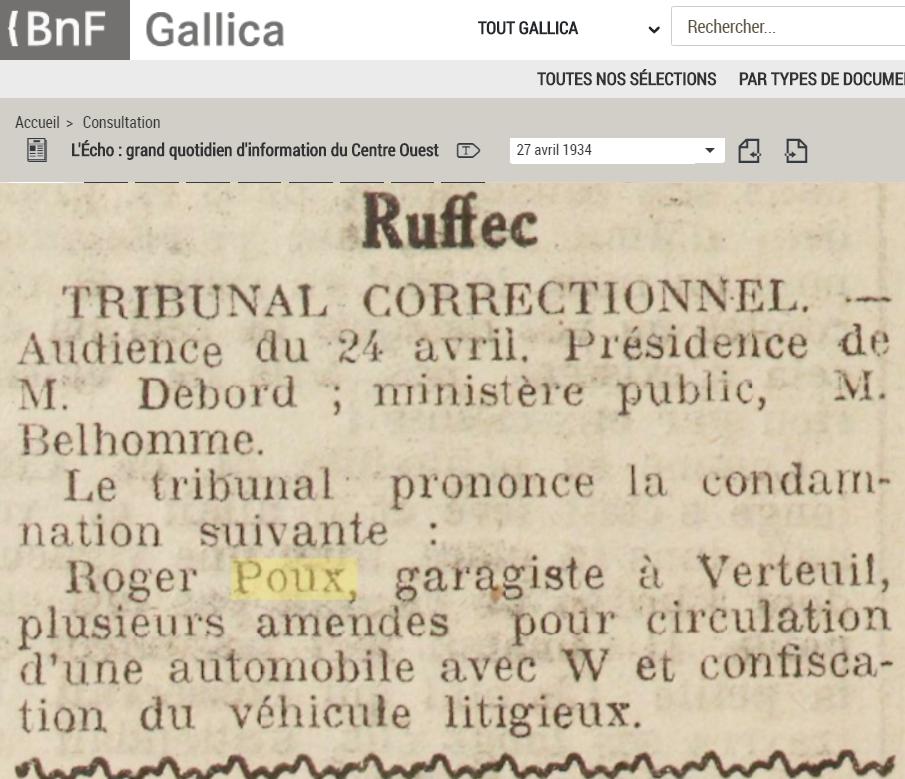 BnF Gallica
TOUT GALLICA
Rechercher...
TOUTES NOS SÉLECTIONS PAR TYPES DE DOCUME
Accueil > Consultation
L'Écho : grand quotidien d'information du Centre Ouest
27 avril 1934
Ruffec
TRIBUNAL CORRECTIONNEL. —
Audience du 24 avril. Présidence de
M. Debord ; ministère public, M.
Belhomme.
Le tribunal prononce la condam-
nation suivante :
Roger Poux, garagiste à Verteuil,
plusieurs amendes pour circulation
d'une automobile avec W et confisca-
tion du véhicule litigieux.